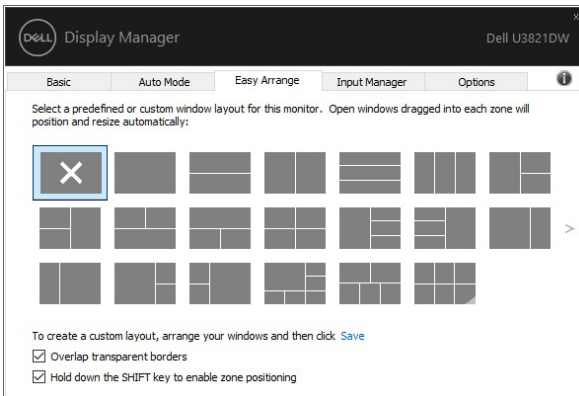 DELL Display Manager
Dell U3821DW
Basic Auto Mode Easy Arrange Input Manager Options
Select a predefined or custom window layout for this monitor. Open windows dragged into each zone will
position and resize automatically:
To create a custom layout, arrange your windows and then click Save
Overlap transparent borders
Hold down the SHIFT key to enable zone positioning